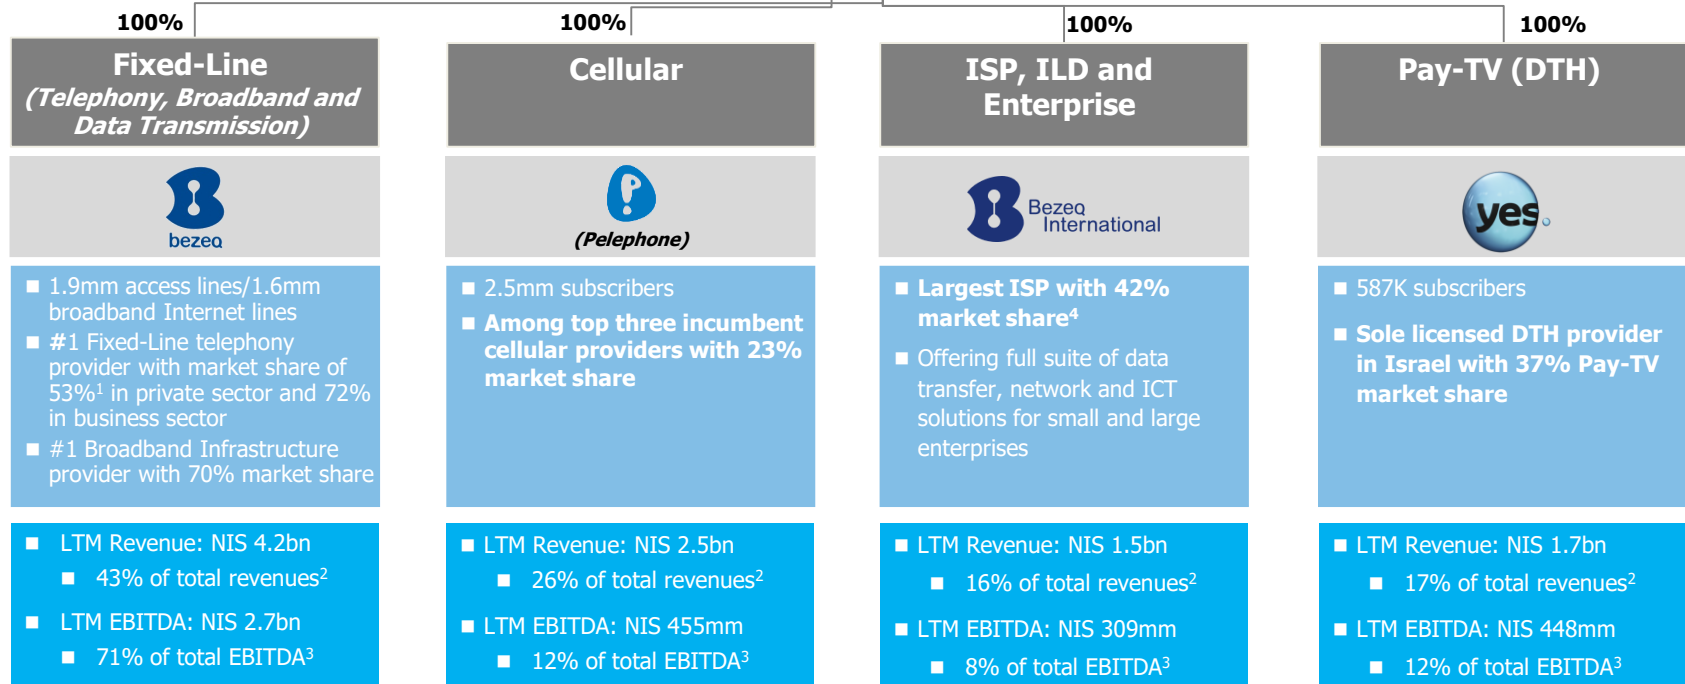 100%
100%
100%
100%
Fixed-Line
(Telephony, Broadband and
Data Transmission)
bezeq
■ 1.9mm access lines/1.6mm
broadband Internet lines
■ #1 Fixed-Line telephony
provider with market share of
53%¹ in private sector and 72%
in business sector
■ #1 Broadband Infrastructure
provider with 70% market share
■ LTM Revenue: NIS 4.2bn
■ 43% of total revenues²
■ LTM EBITDA: NIS 2.7bn
■ 71% of total EBITDA³
Cellular
(Pelephone)
■ 2.5mm subscribers
■ Among top three incumbent
cellular providers with 23%
market share
■ LTM Revenue: NIS 2.5bn
■ 26% of total revenues²
■ LTM EBITDA: NIS 455mm
■ 12% of total EBITDA³
ISP, ILD and
Enterprise
Bezeq
International
■ Largest ISP with 42%
market share⁴
■ Offering full suite of data
transfer, network and ICT
solutions for small and large
enterprises
■ LTM Revenue: NIS 1.5bn
■ 16% of total revenues²
■ LTM EBITDA: NIS 309mm
■ 8% of total EBITDA³
Pay-TV (DTH)
yes
■ 587K subscribers
■ Sole licensed DTH provider
in Israel with 37% Pay-TV
market share
■ LTM Revenue: NIS 1.7bn
■ 17% of total revenues²
■ LTM EBITDA: NIS 448mm
■ 12% of total EBITDA³